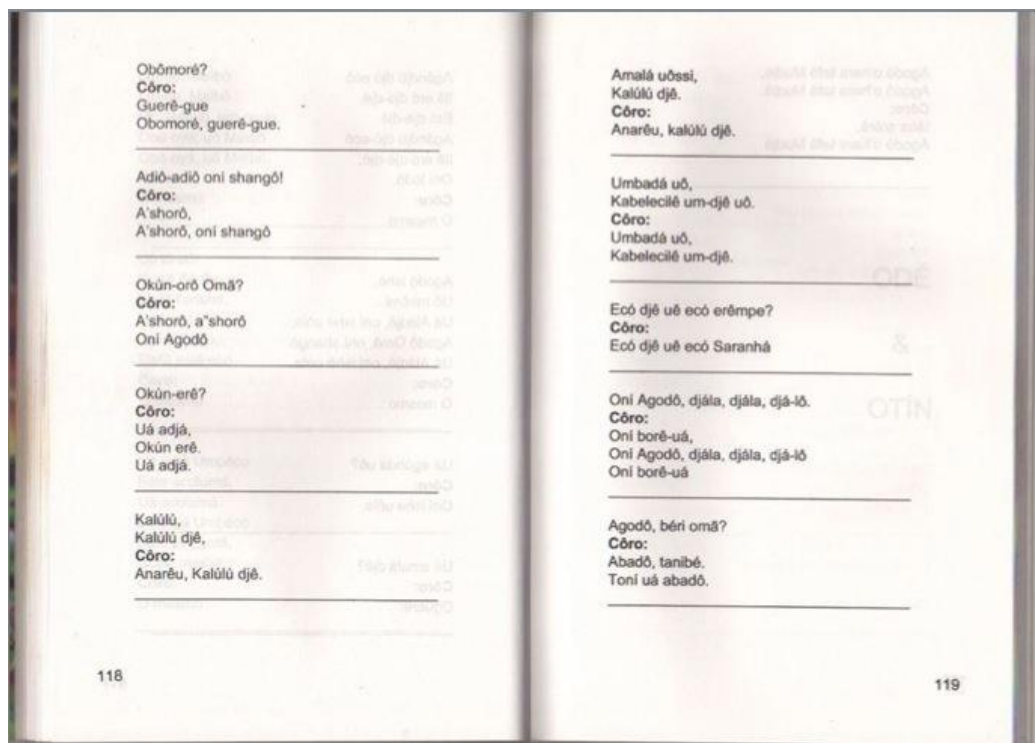 Obômoré?
Côro:
Guerê-gue
Obomoré, guerê-gue.
Adiô-adiô oní shangô!
Côro:
A'shorô,
A'shorô, oní shangô
Okún-orô Omã?
Côro:
A'shorô, a"shorô
Oní Agodô
Okún-erê?
Côro:
Uá adjá,
Okún erê.
Uá adjá.
Kalúlú,
Kalúlú djê.
Côro:
Anarêu, Kalúlú djê.
118
Amalá uôssi,
Kalúlú djê.
Côro:
Anarêu, kalúlú djê.
Umbadá uô,
Kabelecilê um-djê uô.
Côro:
Umbadá uô,
Kabelecilê um-djê.
Ecó djê uê ecó erêmpe?
Côro:
Ecó djê uê ecó Saranhá
Oní Agodô, djála, djála, djá-lô.
Côro:
Oní borê-uá,
Oní Agodô, djála, djála, djá-lô
Oní borê-uá
Agodô, béri omã?
Côro:
Abadô, tanibé.
Toní uá abadô.
119